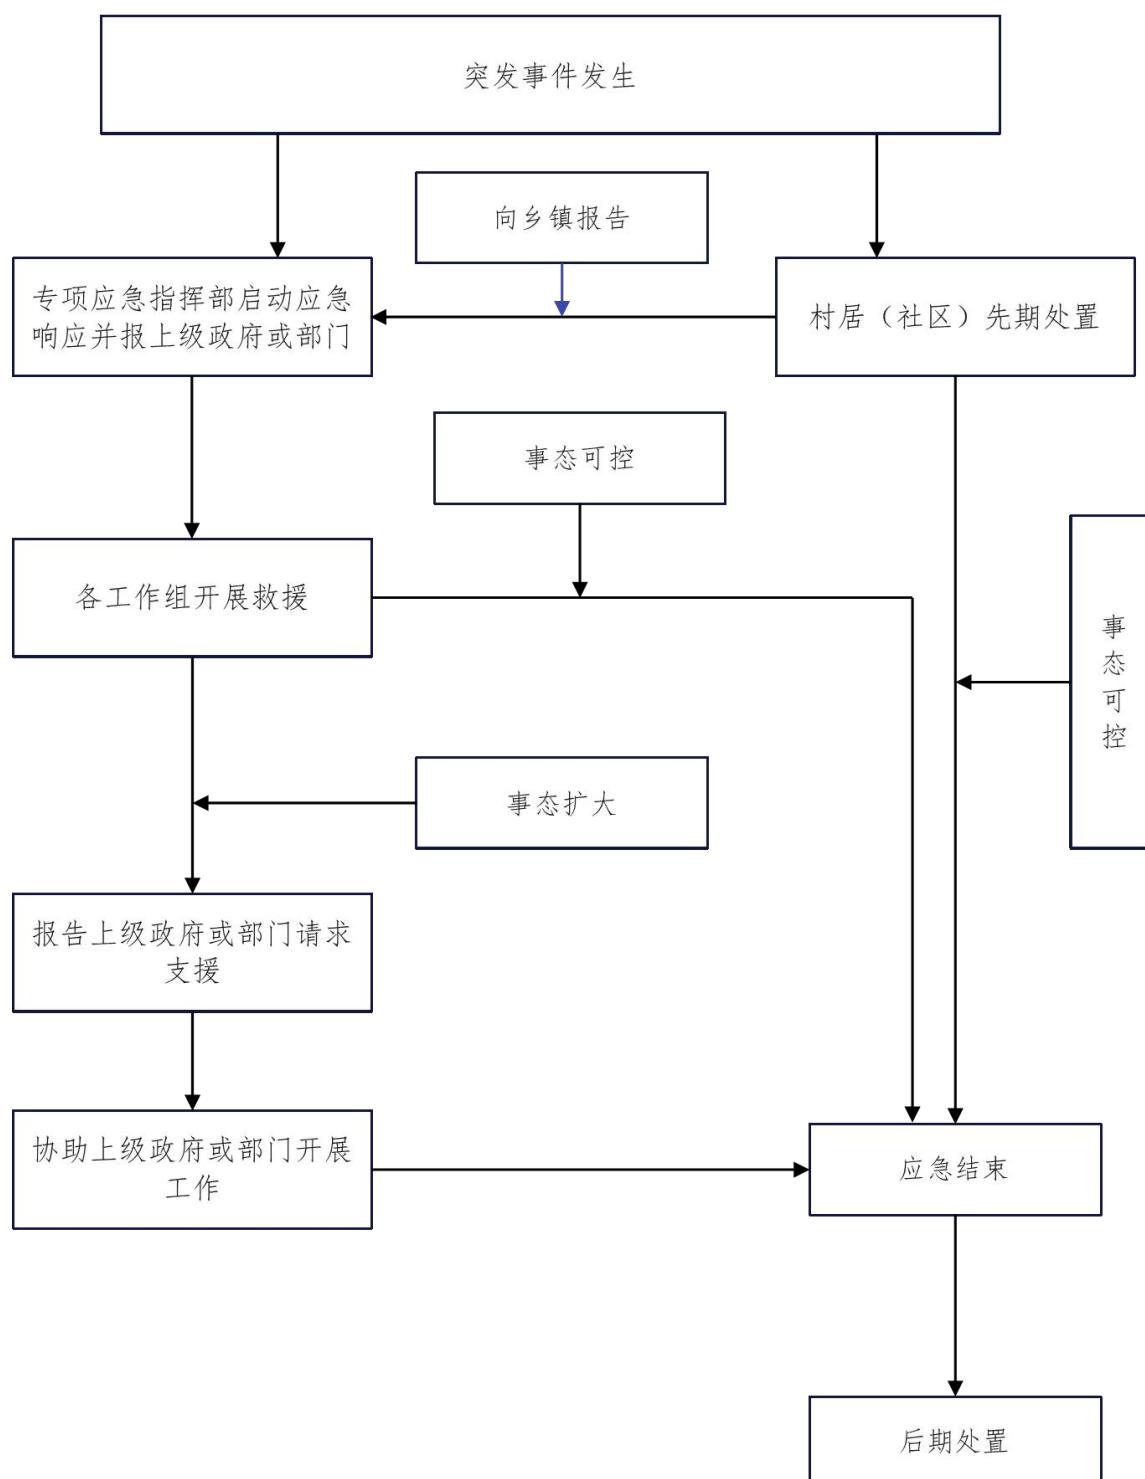 突发事件发生
向乡镇报告
专项应急指挥部启动应急
响应并报上级政府或部门
村居（社区）先期处置
事态可控
各工作组开展救援
事态可控
事态扩大
报告上级政府或部门请求
支援
协助上级政府或部门开展
工作
应急结束
后期处置